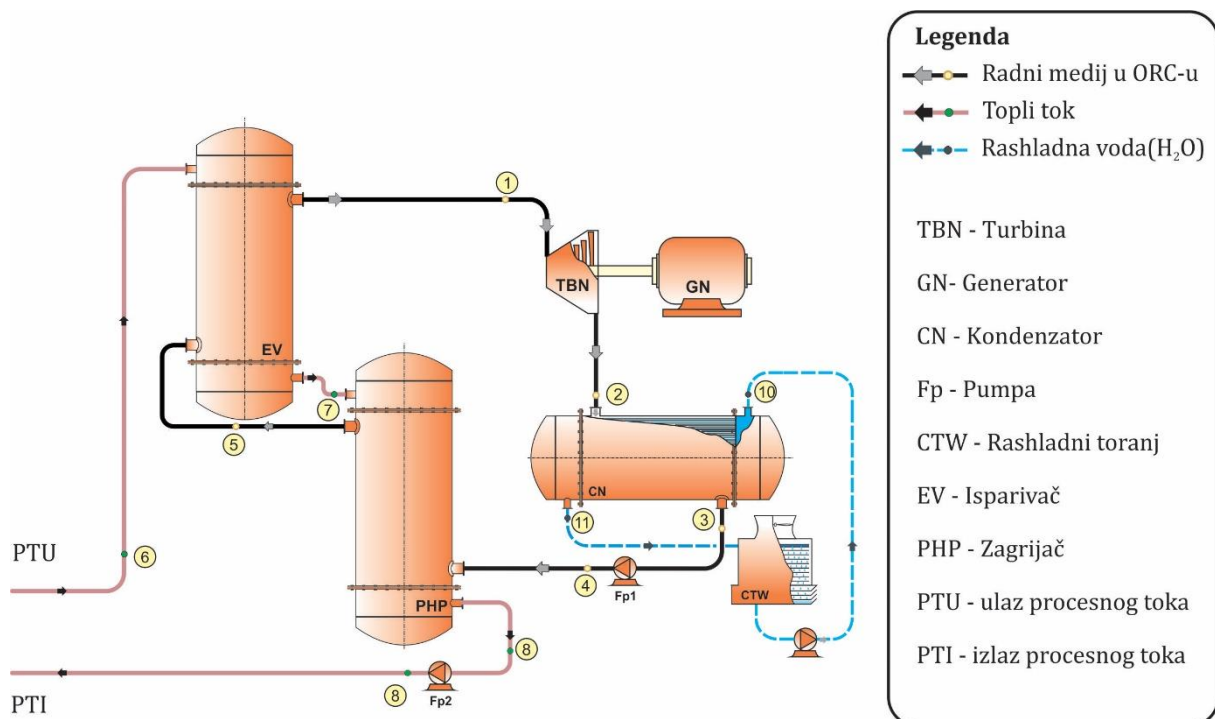 1
TBN
GN
EV
2
10
7
5
CN
11
3
PTU
6
4
Fp1
CTW
PHP
8
8
Fp2
PTI
Legenda
Radni medij u ORC-u
Topli tok
Rashladna voda(H₂O)
TBN - Turbina
GN- Generator
CN - Kondenzator
Fp - Pumpa
CTW - Rashladni toranj
EV - Isparivač
PHP - Zagrijač
PTU - ulaz procesnog toka
PTI - izlaz procesnog toka